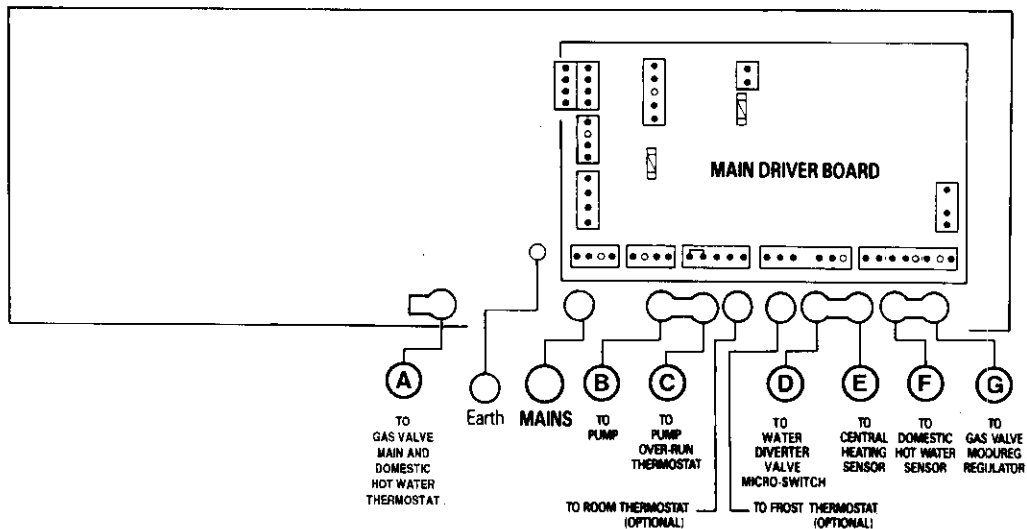 MAIN DRIVER BOARD
A
TO
GAS VALVE
MAIN AND
DOMESTIC
HOT WATER
THERMOSTAT
Earth
MAINS
B
TO
PUMP
C
TO
PUMP
OVER-RUN
THERMOSTAT
D
TO
WATER
DIVERTER
VALVE
MICRO-SWITCH
E
TO
CENTRAL
HEATING
SENSOR
F
TO
DOMESTIC
HOT WATER
SENSOR
G
TO
GAS VALVE
MODUREG
REGULATOR
TO ROOM THERMOSTAT
(OPTIONAL)
TO FROST THERMOSTAT
(OPTIONAL)